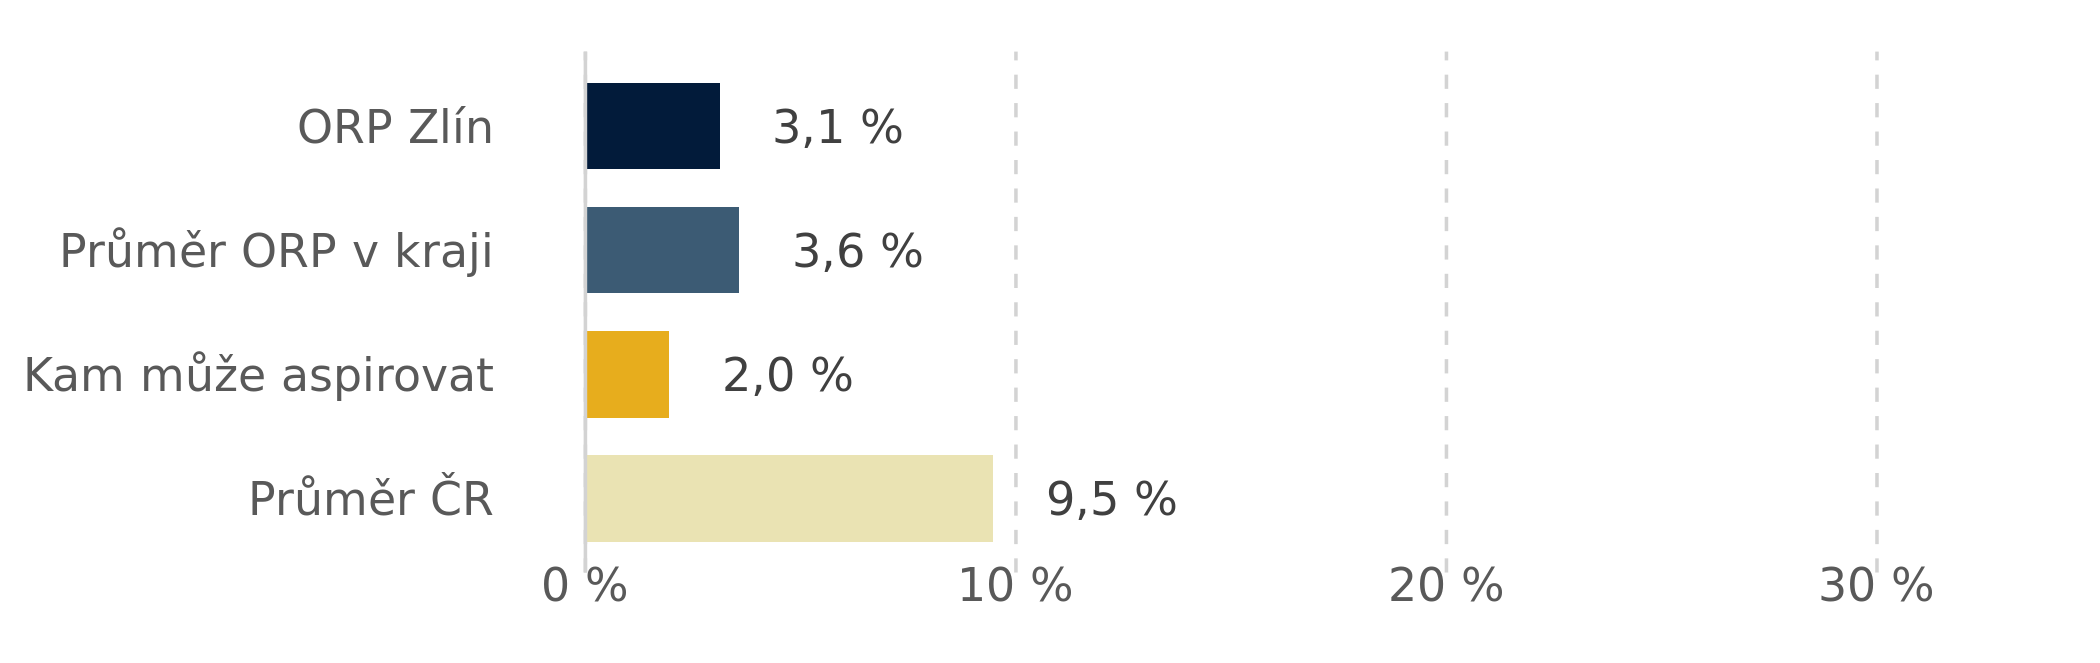 ORP Zlín 3,1 %
Průměr ORP v kraji 3,6 %
Kam může aspirovat 2,0 %
Průměr ČR 9,5 %
0 % 10 % 20 % 30 %